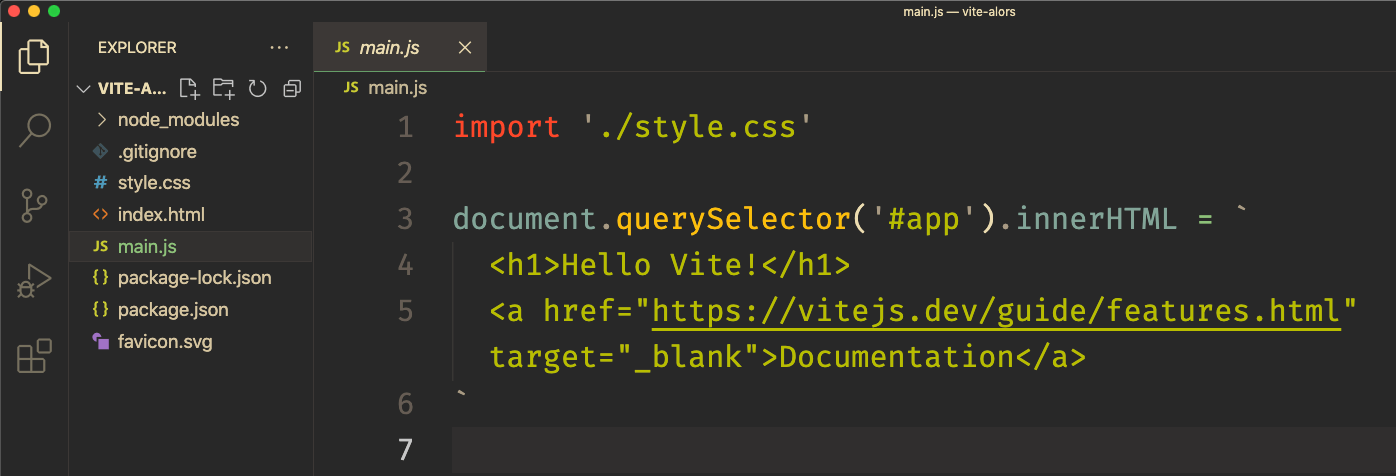 main.js — vite-alors
EXPLORER ...
VITE-A...
node_modules
.gitignore
# style.css
<> index.html
JS main.js
{} package-lock.json
{} package.json
favicon.svg
JS main.js
JS main.js
1 import './style.css'
2
3 document.querySelector('#app').innerHTML = `
4 <h1>Hello Vite!</h1>
5 <a href="https://vitejs.dev/guide/features.html"
target="_blank">Documentation</a>
6 `
7